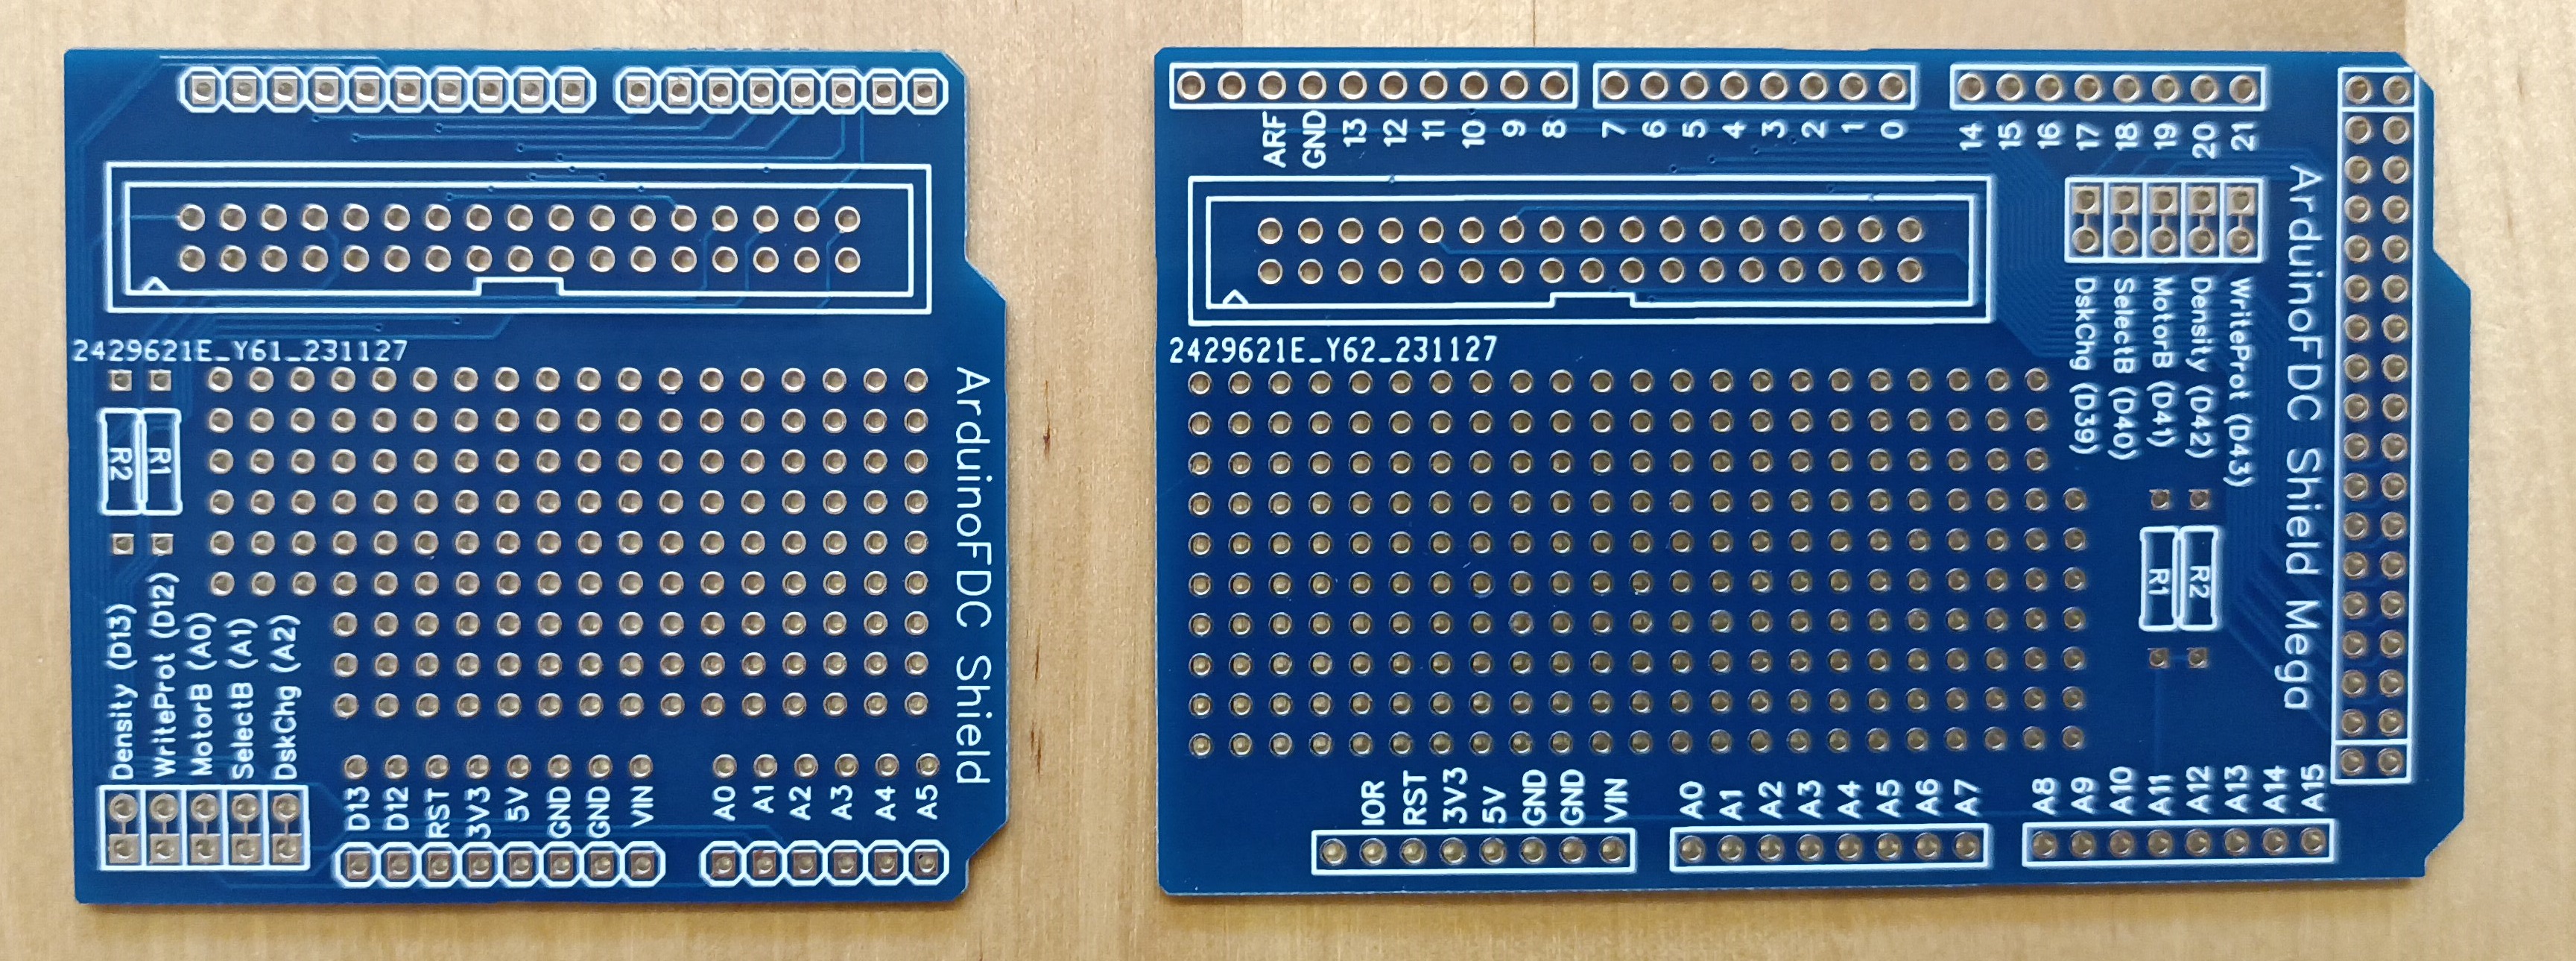 2429621E_Y61_231127
R2
R1
Density (D13)
WriteProt (D12)
MotorB (A0)
SelectB (A1)
DskChg (A2)
D13
D12
RST
3V3
5V
GND
GND
VIN
A0
A1
A2
A3
A4
A5
ArduinoFDC Shield
ARF
GND
13
12
11
10
9
8
7
6
5
4
3
2
1
0
14
15
16
17
18
19
20
21
2429621E_Y62_231127
DskChg (D39)
SelectB (D40)
MotorB (D41)
Density (D42)
WriteProt (D43)
ArduinoFDC Shield Mega
R1
R2
IOR
RST
3V3
5V
GND
GND
VIN
A0
A1
A2
A3
A4
A5
A6
A7
A8
A9
A10
A11
A12
A13
A14
A15